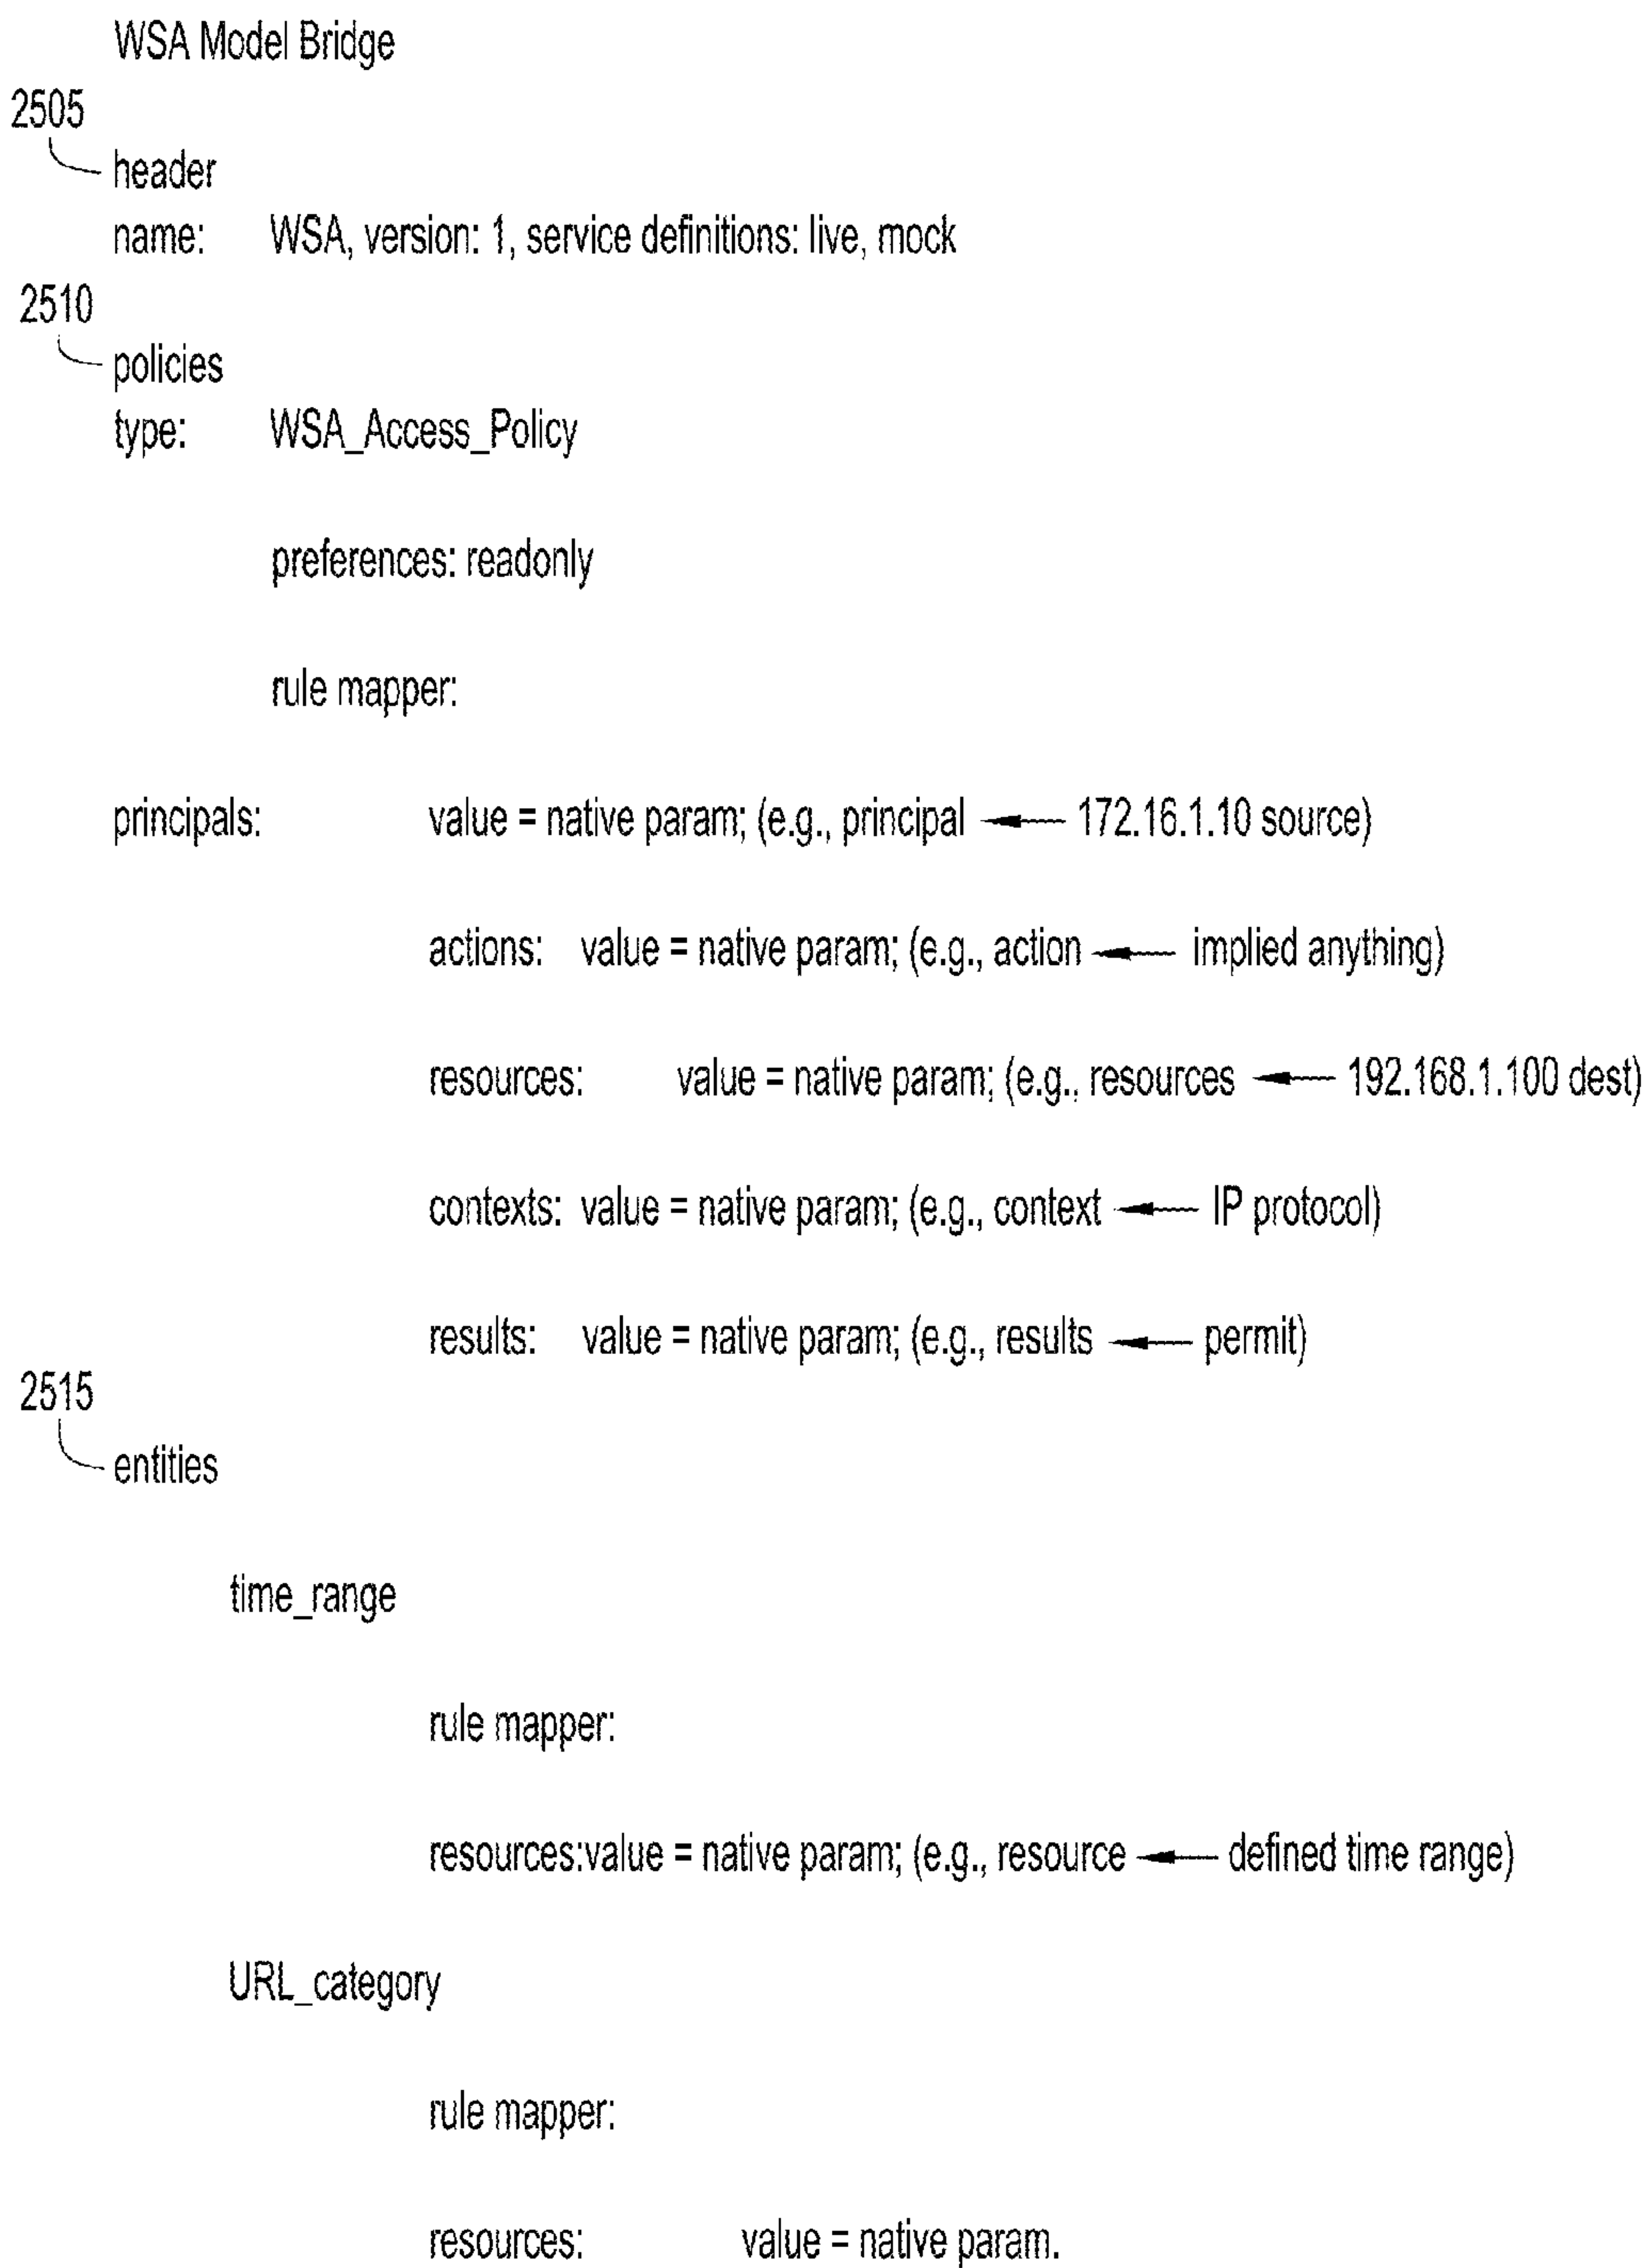 WSA Model Bridge
2505
header
name: WSA, version: 1, service definitions: live, mock
2510
policies
type: WSA_Access_Policy
preferences: readonly
rule mapper:
principals: value = native param; (e.g., principal ← 172.16.1.10 source)
actions: value = native param; (e.g., action ← implied anything)
resources: value = native param; (e.g., resources ← 192.168.1.100 dest)
contexts: value = native param; (e.g., context ← IP protocol)
results: value = native param; (e.g., results ← permit)
2515
entities
time_range
rule mapper:
resources:value = native param; (e.g., resource ← defined time range)
URL_category
rule mapper:
resources: value = native param.